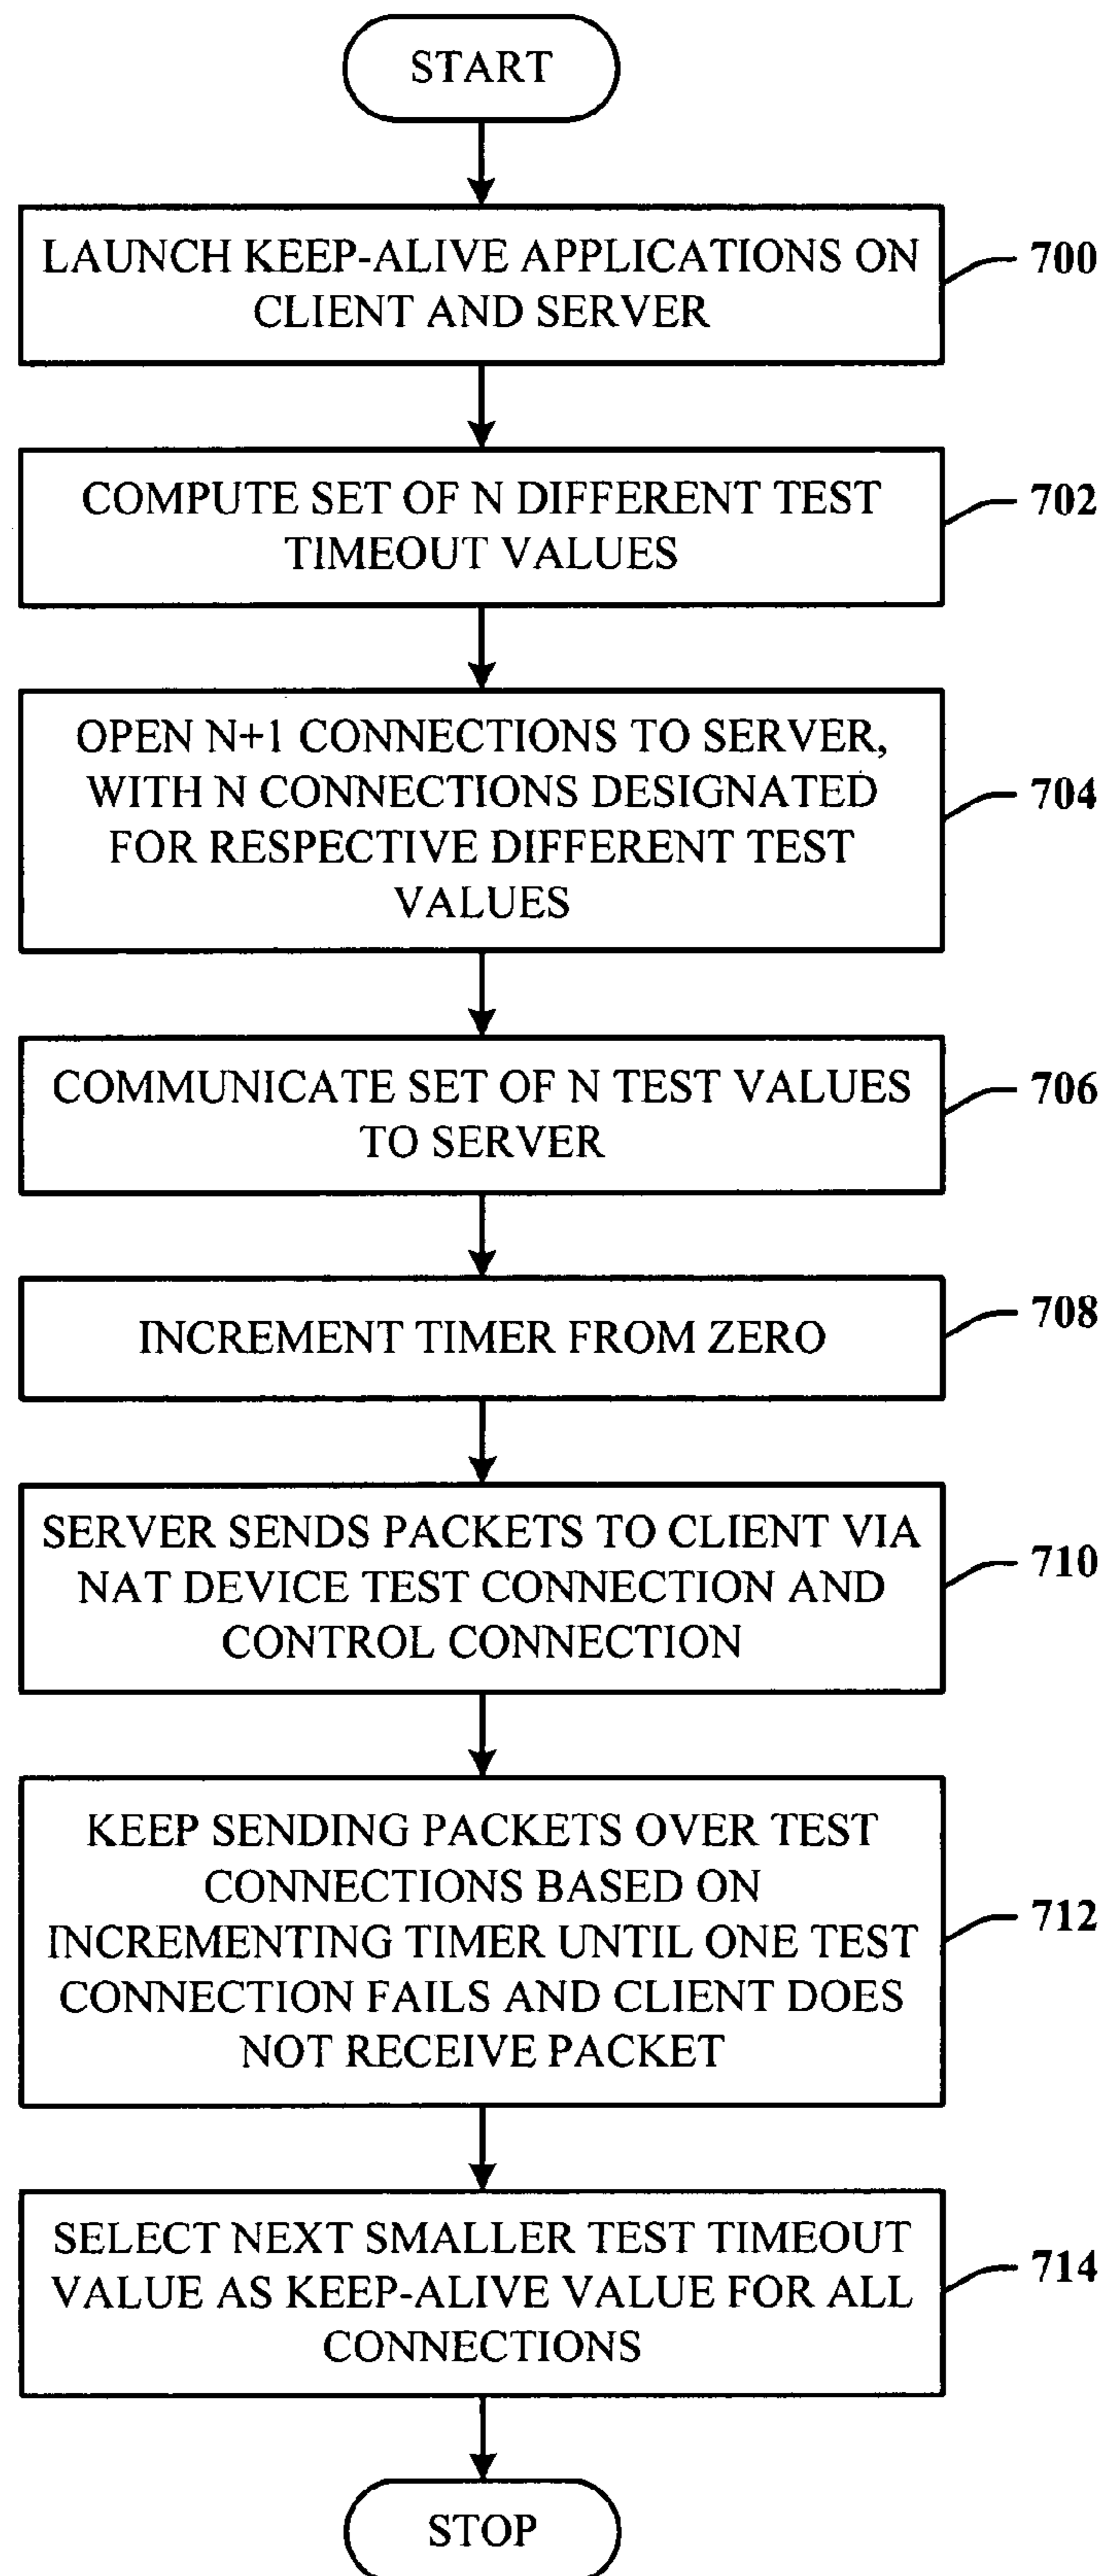 START
LAUNCH KEEP-ALIVE APPLICATIONS ON
CLIENT AND SERVER
700
COMPUTE SET OF N DIFFERENT TEST
TIMEOUT VALUES
702
OPEN N+1 CONNECTIONS TO SERVER,
WITH N CONNECTIONS DESIGNATED
FOR RESPECTIVE DIFFERENT TEST
VALUES
704
COMMUNICATE SET OF N TEST VALUES
TO SERVER
706
INCREMENT TIMER FROM ZERO
708
SERVER SENDS PACKETS TO CLIENT VIA
NAT DEVICE TEST CONNECTION AND
CONTROL CONNECTION
710
KEEP SENDING PACKETS OVER TEST
CONNECTIONS BASED ON
INCREMENTING TIMER UNTIL ONE TEST
CONNECTION FAILS AND CLIENT DOES
NOT RECEIVE PACKET
712
SELECT NEXT SMALLER TEST TIMEOUT
VALUE AS KEEP-ALIVE VALUE FOR ALL
CONNECTIONS
714
STOP